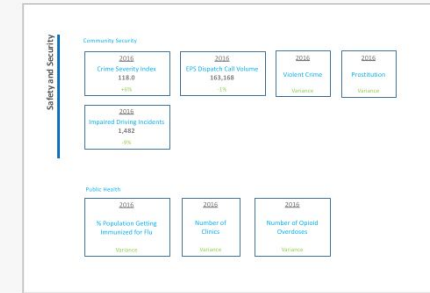 Safety and Security
Community Security
2016
Crime Severity Index
118.0
+6%
2016
EPS Dispatch Call Volume
163,168
-1%
2016
Violent Crime
Variance
2016
Prostitution
Variance
2016
Impaired Driving Incidents
1,482
Public Health
2016
% Population Getting
Immunized for Flu
Variance
2016
Number of
Clinics
Variance
2016
Number of Opioid
Overdoses
Variance